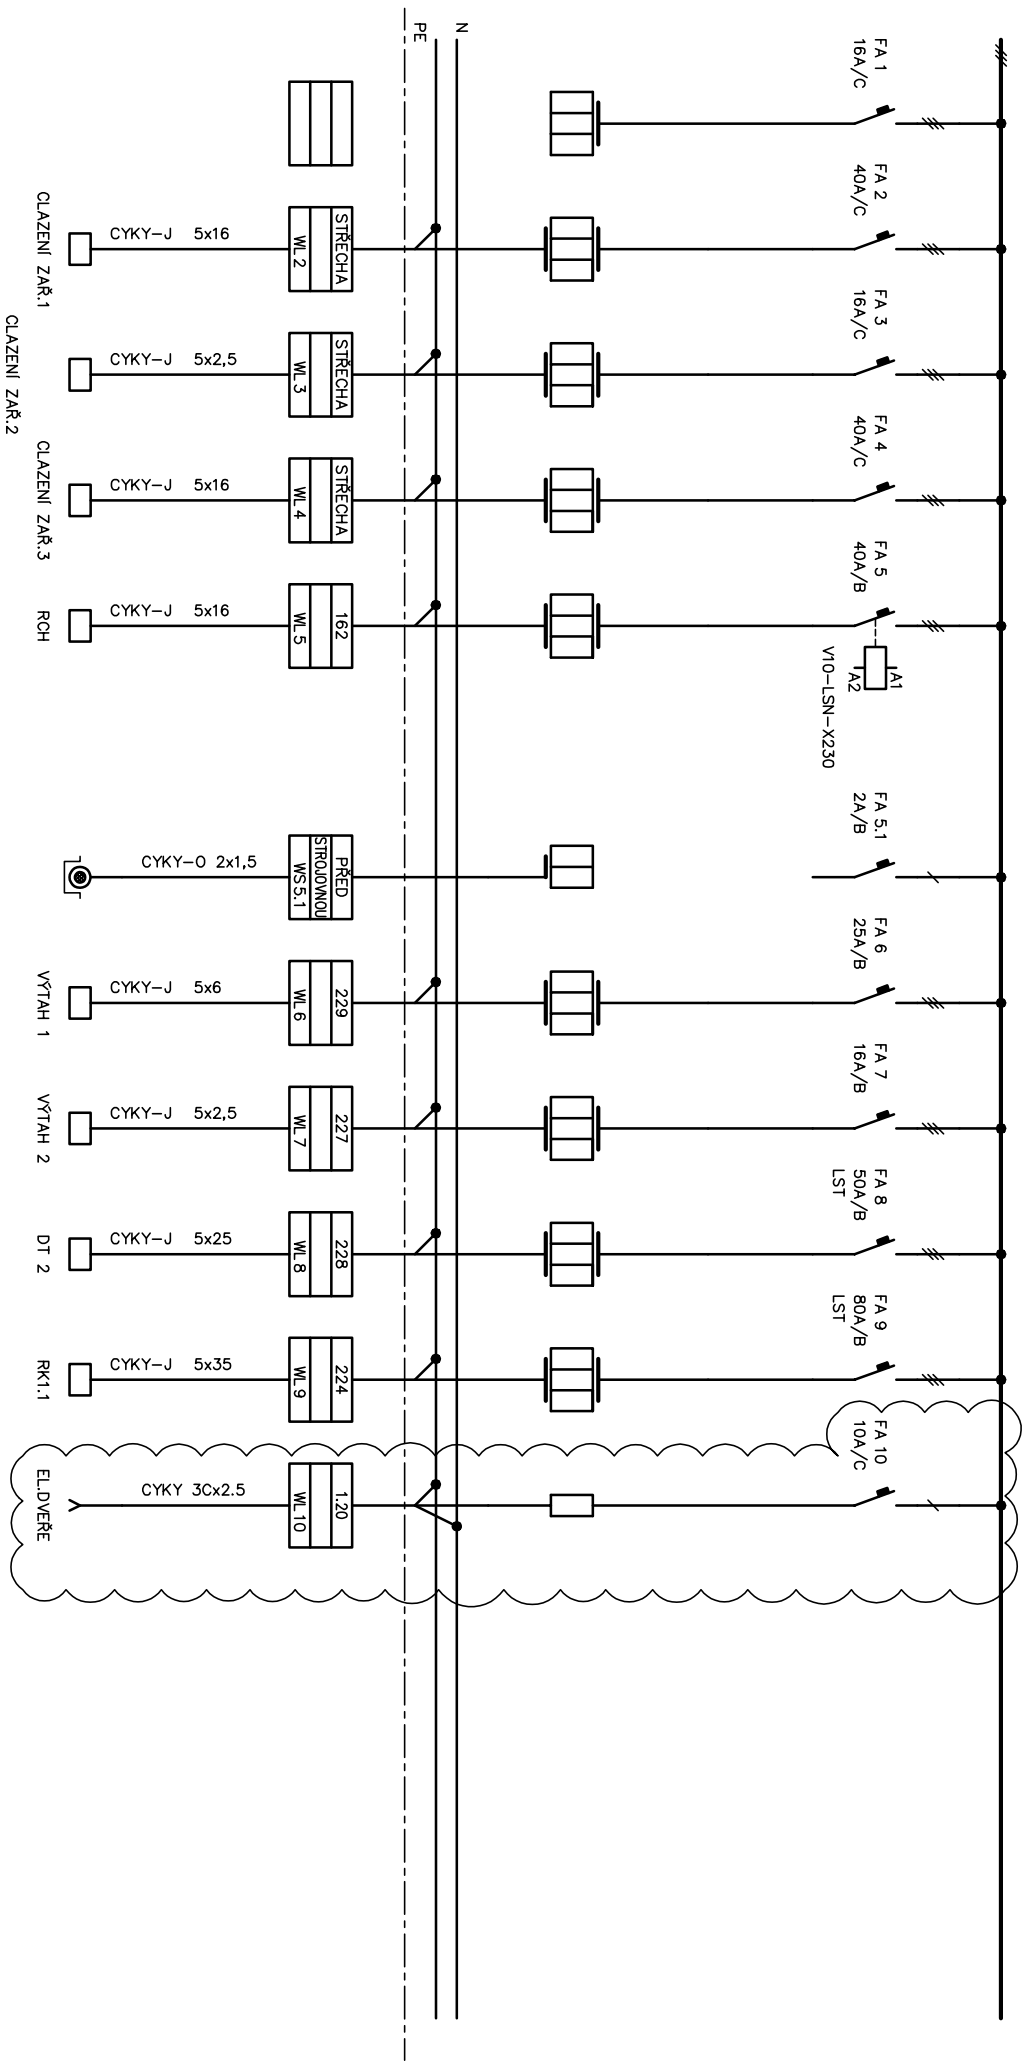 N
PE
FA 1
16A/C
FA 2
40A/C
STŘECHA
WL 2
CYKY-J 5x16
CLAZENÍ ZAŘ.1
FA 3
16A/C
STŘECHA
WL 3
CYKY-J 5x2,5
CLAZENÍ ZAŘ.2
FA 4
40A/C
STŘECHA
WL 4
CYKY-J 5x16
CLAZENÍ ZAŘ.3
FA 5
40A/B
A1
A2
V10-LSN-X230
162
WL 5
CYKY-J 5x16
RCH
FA 5.1
2A/B
PŘED
STROJOVNOU
WS 5.1
CYKY-O 2x1,5
FA 6
25A/B
229
WL 6
CYKY-J 5x6
VÝTAH 1
FA 7
16A/B
227
WL 7
CYKY-J 5x2,5
VÝTAH 2
FA 8
50A/B
LST
228
WL 8
CYKY-J 5x25
DT 2
FA 9
80A/B
LST
224
WL 9
CYKY-J 5x35
RK1.1
FA 10
10A/C
1.20
WL 10
CYKY 3Cx2.5
EL.DVEŘE